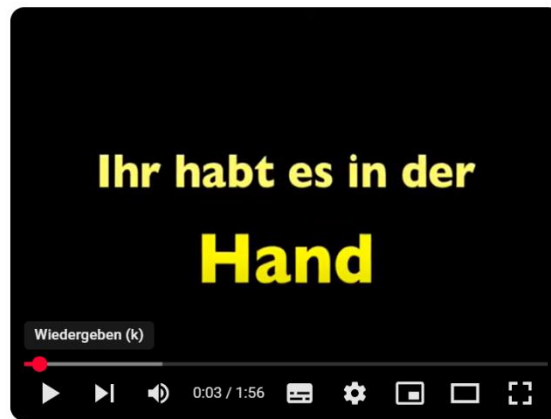 Ihr habt es in der
Hand
Wiedergeben (k)
0:03 / 1:56